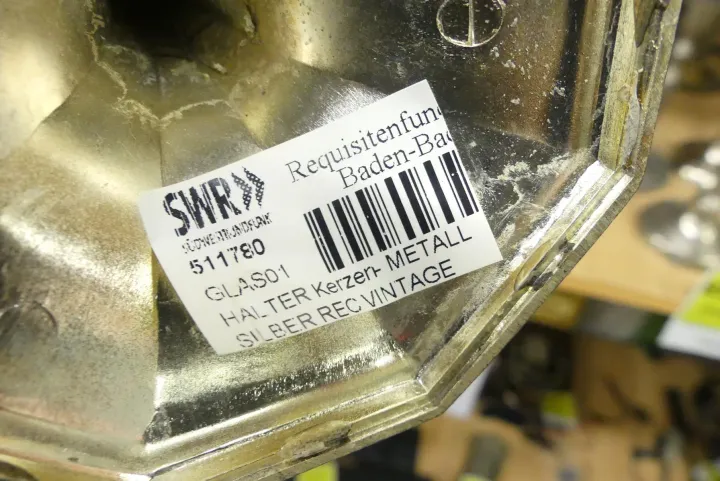 SWR
SÜDWESTRUNDFUNK
Requisitenfun
Baden-Bad
511780
GLAS01
HALTER Kerzen- METALL
SILBER REC VINTAGE